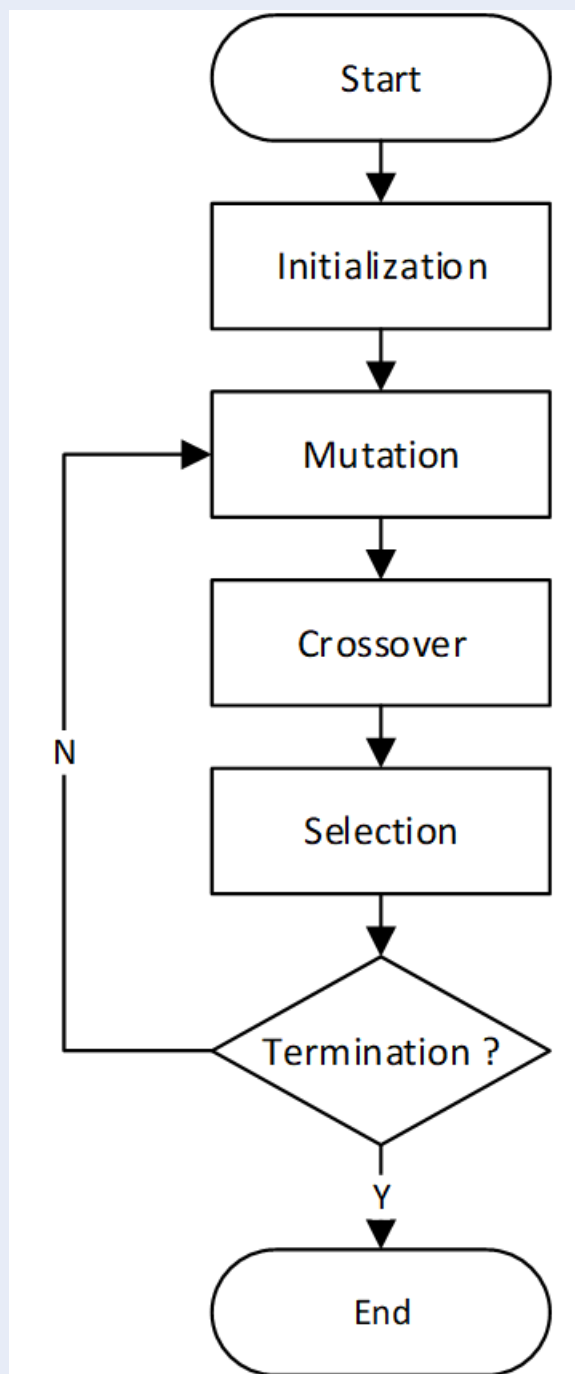 Start
Initialization
Mutation
Crossover
N
Selection
Termination ?
Y
End